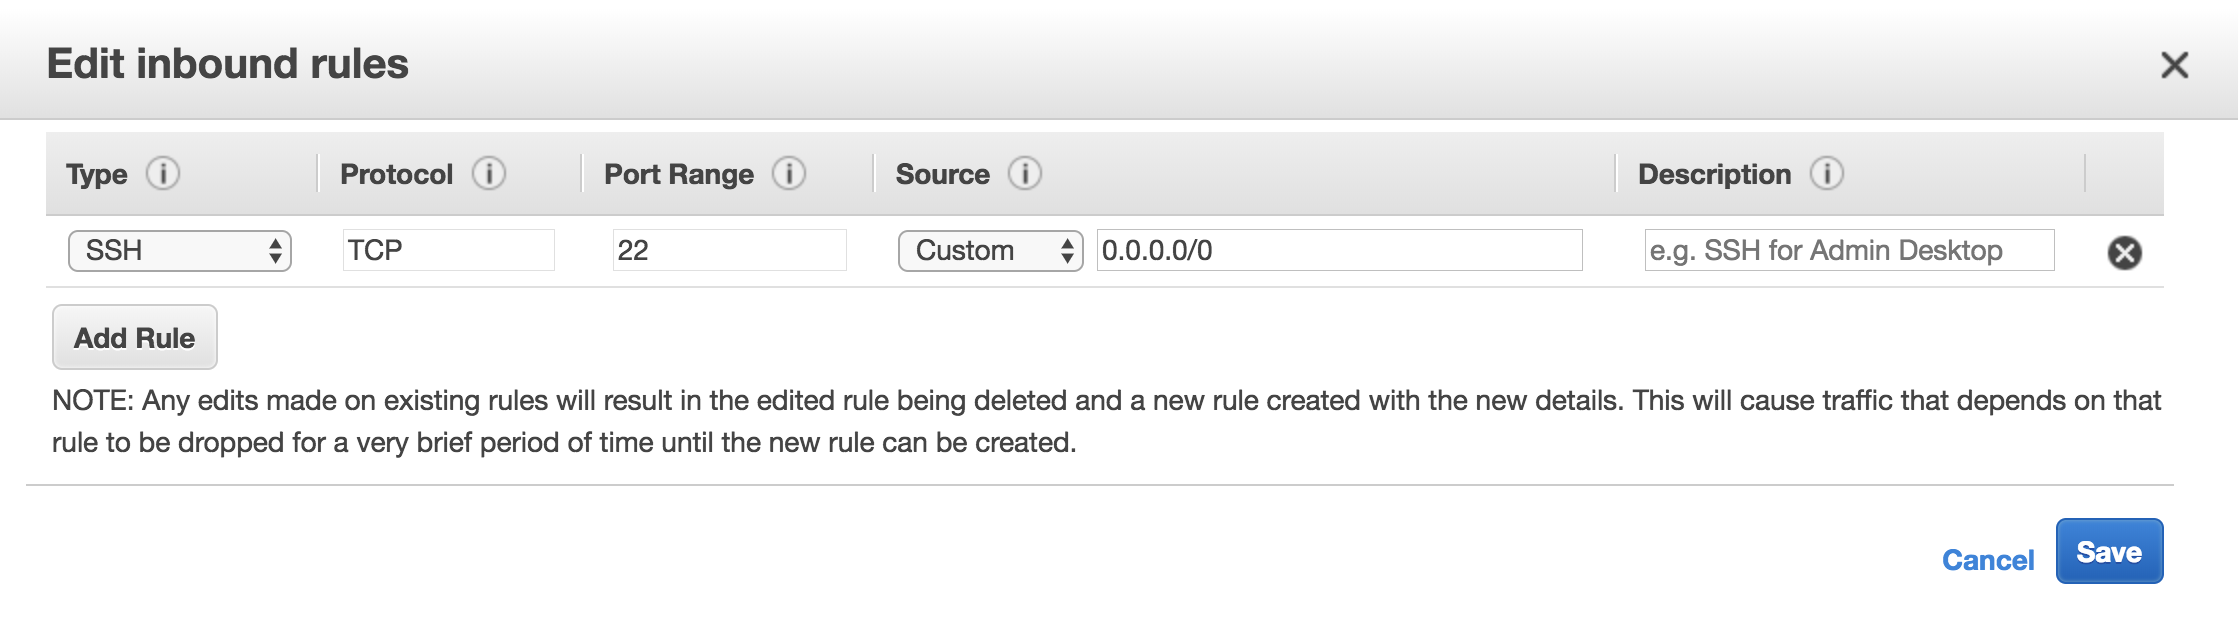 Edit inbound rules
Type Protocol Port Range Source Description
SSH TCP 22 Custom 0.0.0.0/0 e.g. SSH for Admin Desktop
Add Rule
NOTE: Any edits made on existing rules will result in the edited rule being deleted and a new rule created with the new details. This will cause traffic that depends on that
rule to be dropped for a very brief period of time until the new rule can be created.
Cancel Save